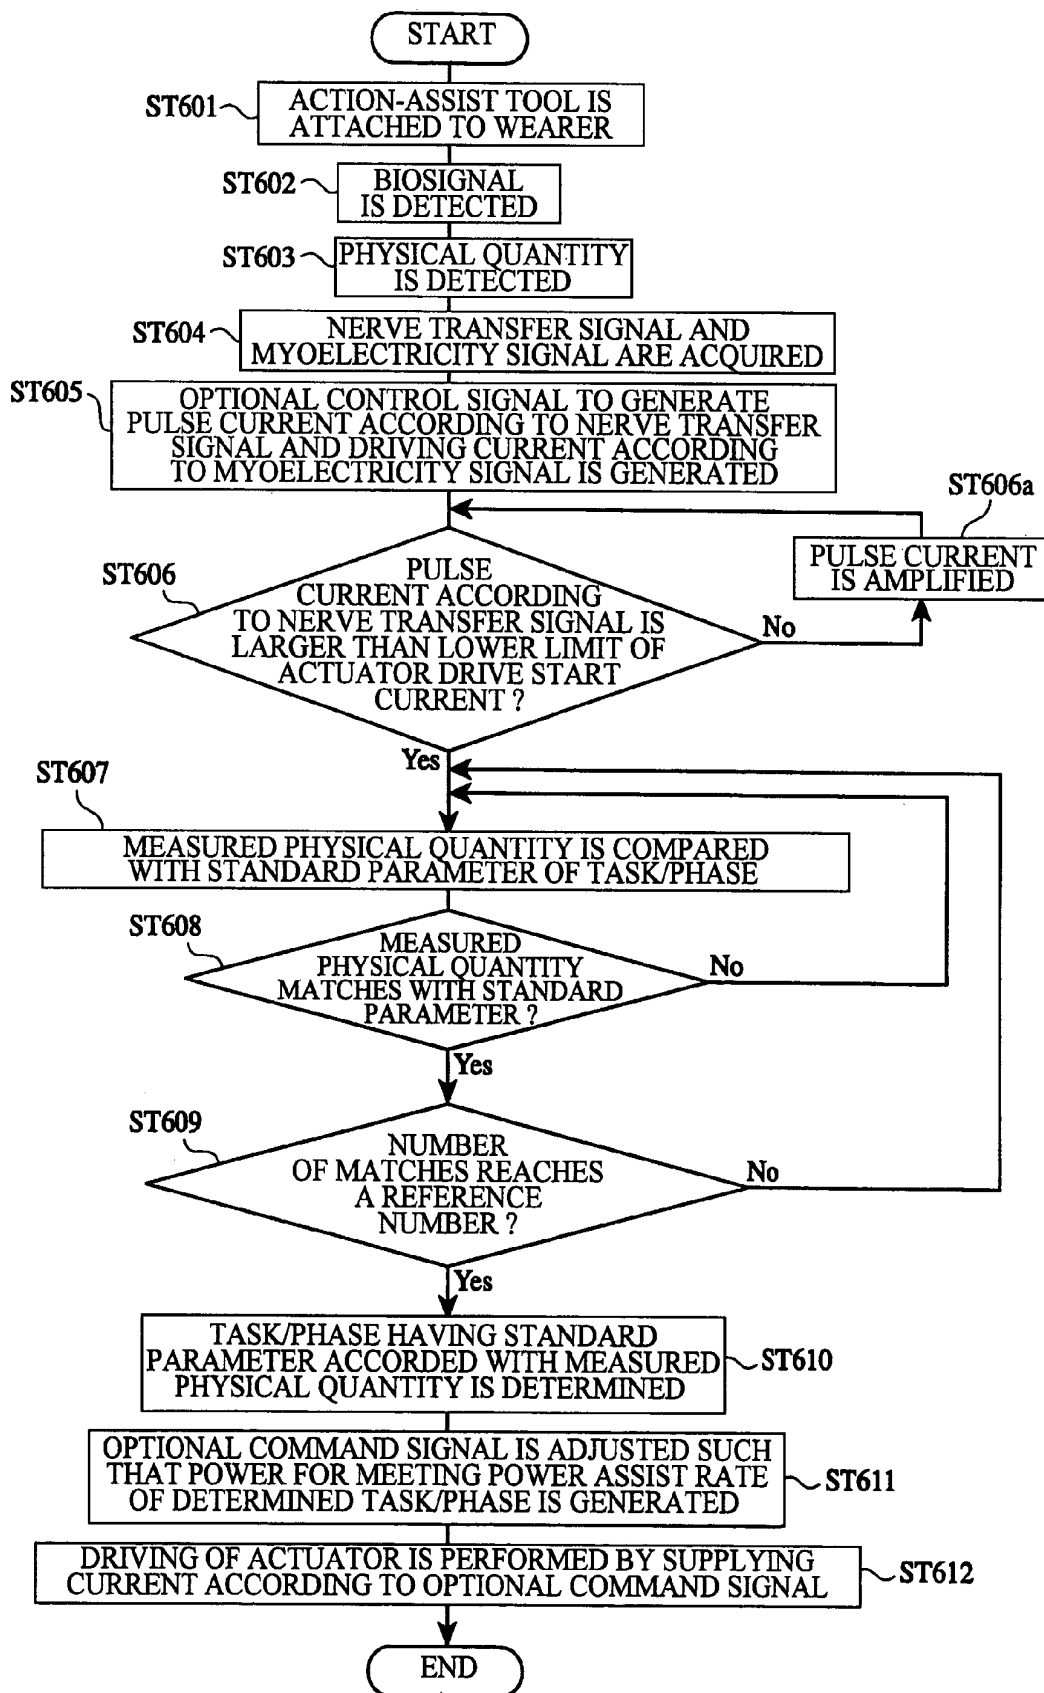 START
ST601
ACTION-ASSIST TOOL IS
ATTACHED TO WEARER
ST602
BIOSIGNAL
IS DETECTED
ST603
PHYSICAL QUANTITY
IS DETECTED
ST604
NERVE TRANSFER SIGNAL AND
MYOELECTRICITY SIGNAL ARE ACQUIRED
ST605
OPTIONAL CONTROL SIGNAL TO GENERATE
PULSE CURRENT ACCORDING TO NERVE TRANSFER
SIGNAL AND DRIVING CURRENT ACCORDING
TO MYOELECTRICITY SIGNAL IS GENERATED
ST606a
PULSE CURRENT
IS AMPLIFIED
ST606
PULSE
CURRENT ACCORDING
TO NERVE TRANSFER SIGNAL IS
LARGER THAN LOWER LIMIT OF
ACTUATOR DRIVE START
CURRENT ?
No
Yes
ST607
MEASURED PHYSICAL QUANTITY IS COMPARED
WITH STANDARD PARAMETER OF TASK/PHASE
ST608
MEASURED
PHYSICAL QUANTITY
MATCHES WITH STANDARD
PARAMETER ?
No
Yes
ST609
NUMBER
OF MATCHES REACHES
A REFERENCE
NUMBER ?
No
Yes
TASK/PHASE HAVING STANDARD
PARAMETER ACCORDED WITH MEASURED
PHYSICAL QUANTITY IS DETERMINED
ST610
OPTIONAL COMMAND SIGNAL IS ADJUSTED SUCH
THAT POWER FOR MEETING POWER ASSIST RATE
OF DETERMINED TASK/PHASE IS GENERATED
ST611
DRIVING OF ACTUATOR IS PERFORMED BY SUPPLYING
CURRENT ACCORDING TO OPTIONAL COMMAND SIGNAL
ST612
END